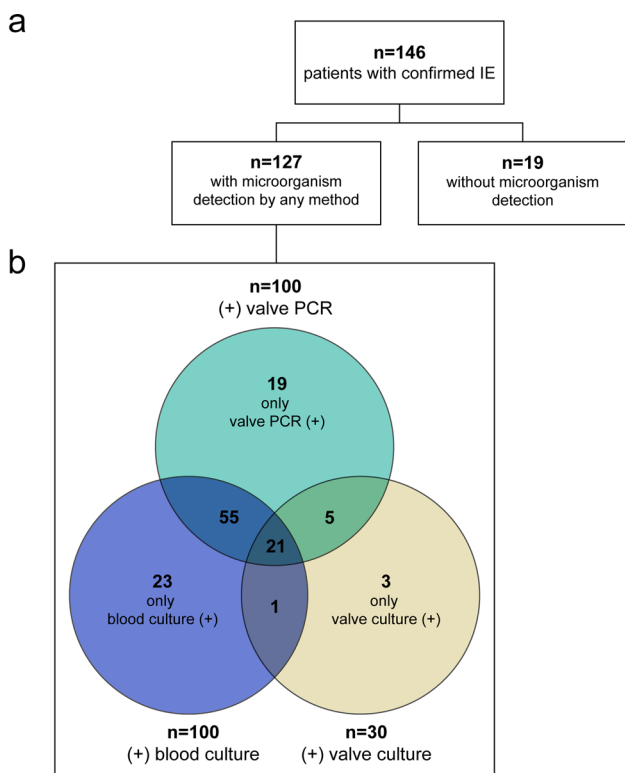 a
n=146
patients with confirmed IE
n=127
with microorganism
detection by any method
n=19
without microorganism
detection
b
n=100
(+) valve PCR
19
only
valve PCR (+)
55
5
21
23
only
blood culture (+)
1
3
only
valve culture (+)
n=100
(+) blood culture
n=30
(+) valve culture